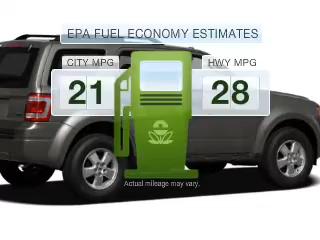 EPA FUEL ECONOMY ESTIMATES
CITY MPG
HWY MPG
21
28
Actual mileage may vary.